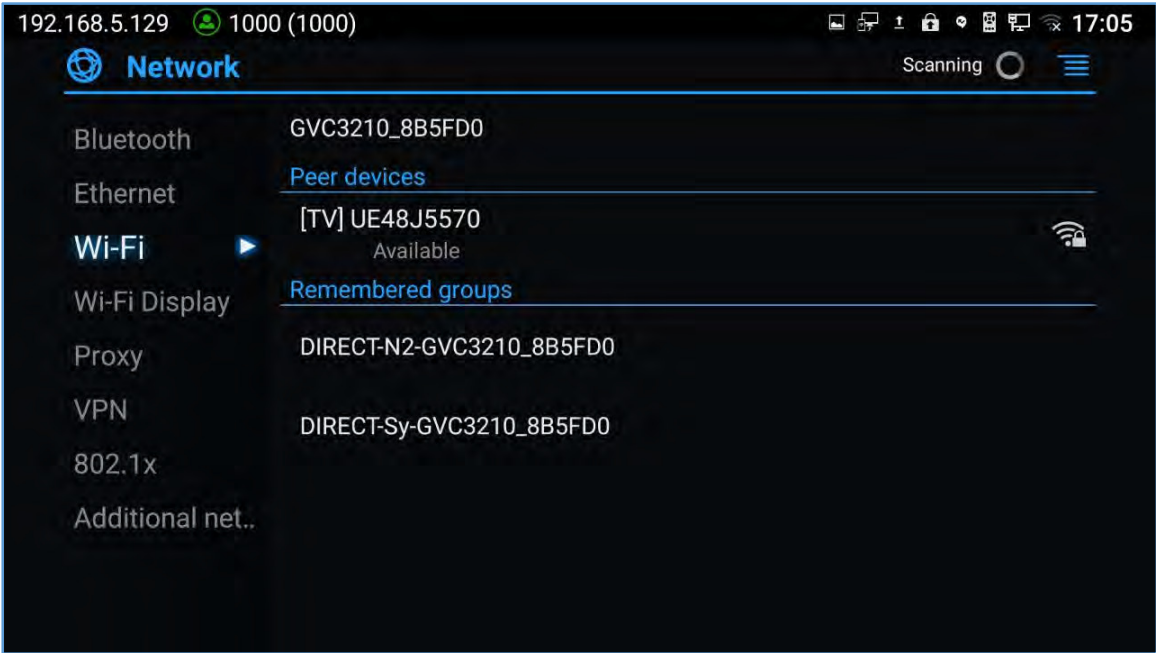 192.168.5.129 1000 (1000) 17:05
Network Scanning
Bluetooth
Ethernet
Wi-Fi
Wi-Fi Display
Proxy
VPN
802.1x
Additional net..
GVC3210_8B5FD0
Peer devices
[TV] UE48J5570
Available
Remembered groups
DIRECT-N2-GVC3210_8B5FD0
DIRECT-Sy-GVC3210_8B5FD0